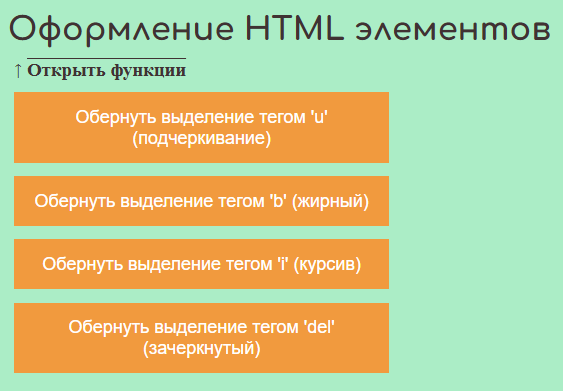 Оформление HTML элементов
↑ Открыть функции
Обернуть выделение тегом 'u'
(подчеркивание)
Обернуть выделение тегом 'b' (жирный)
Обернуть выделение тегом 'i' (курсив)
Обернуть выделение тегом 'del'
(зачеркнутый)